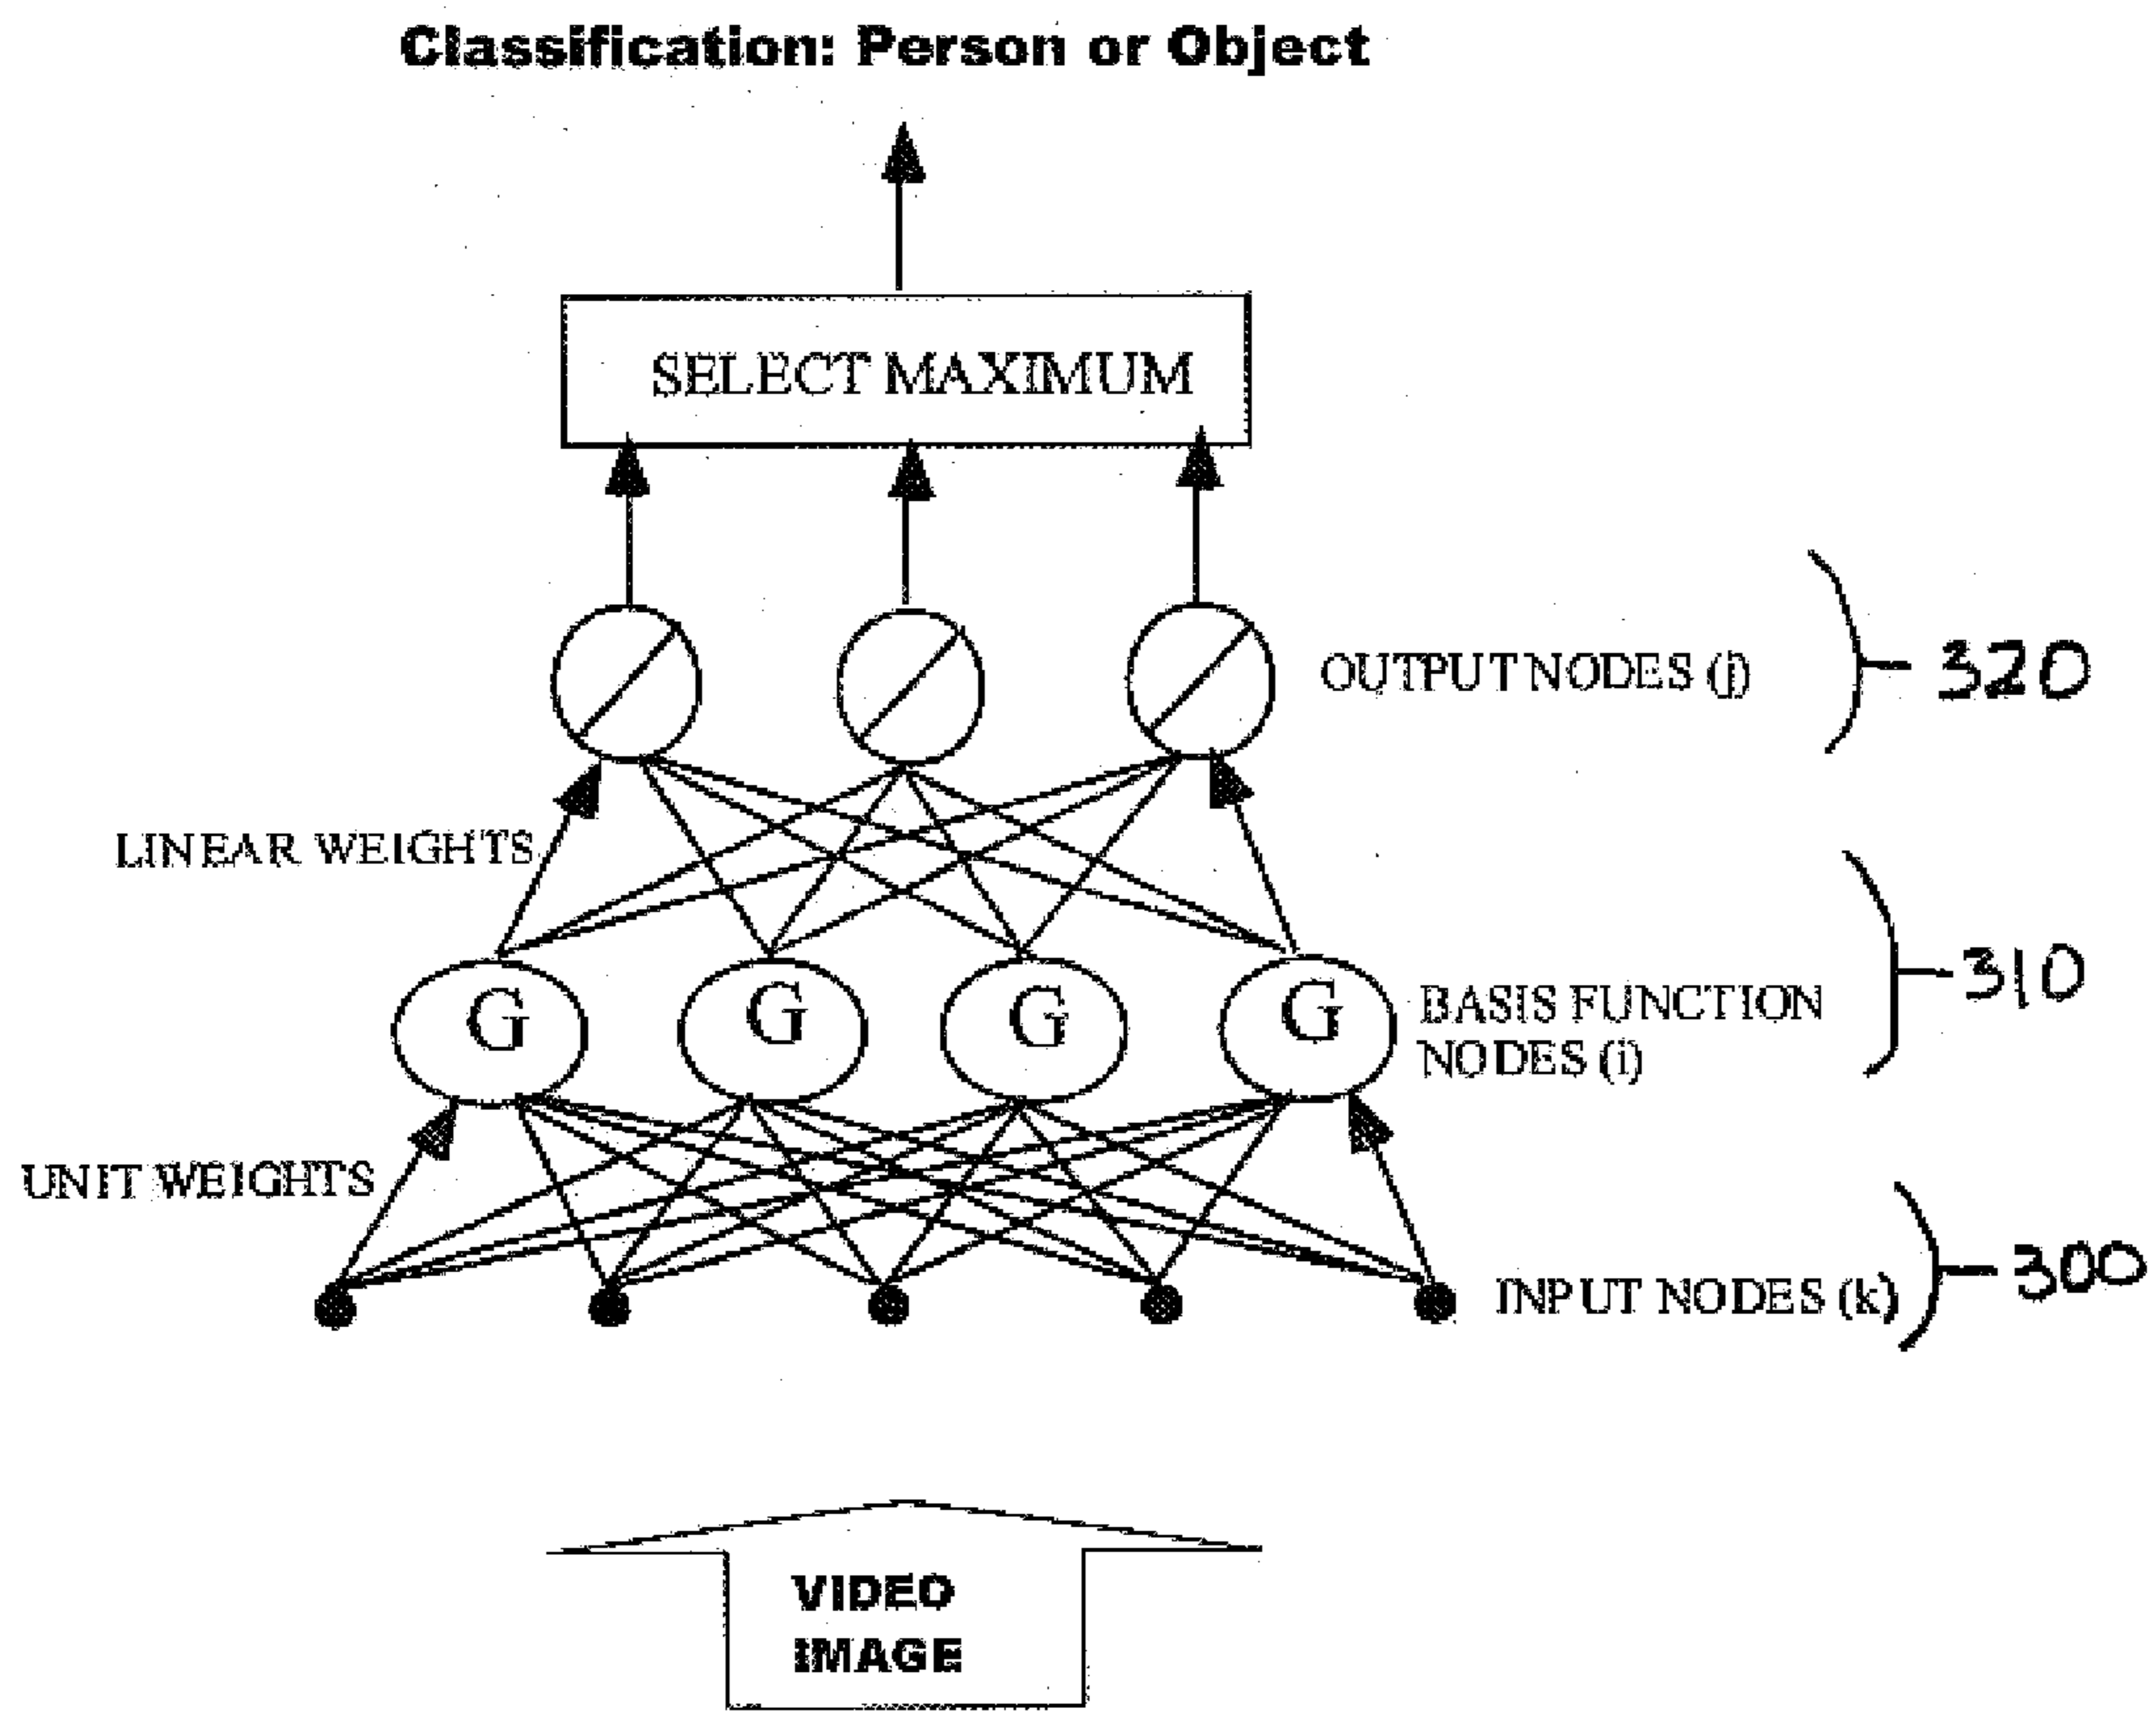 Classification: Person or Object
SELECT MAXIMUM
OUTPUT NODES (j)
320
LINEAR WEIGHTS
G G G G
BASIS FUNCTION
NODES (i)
310
UNIT WEIGHTS
INPUT NODES (k)
300
VIDEO
IMAGE